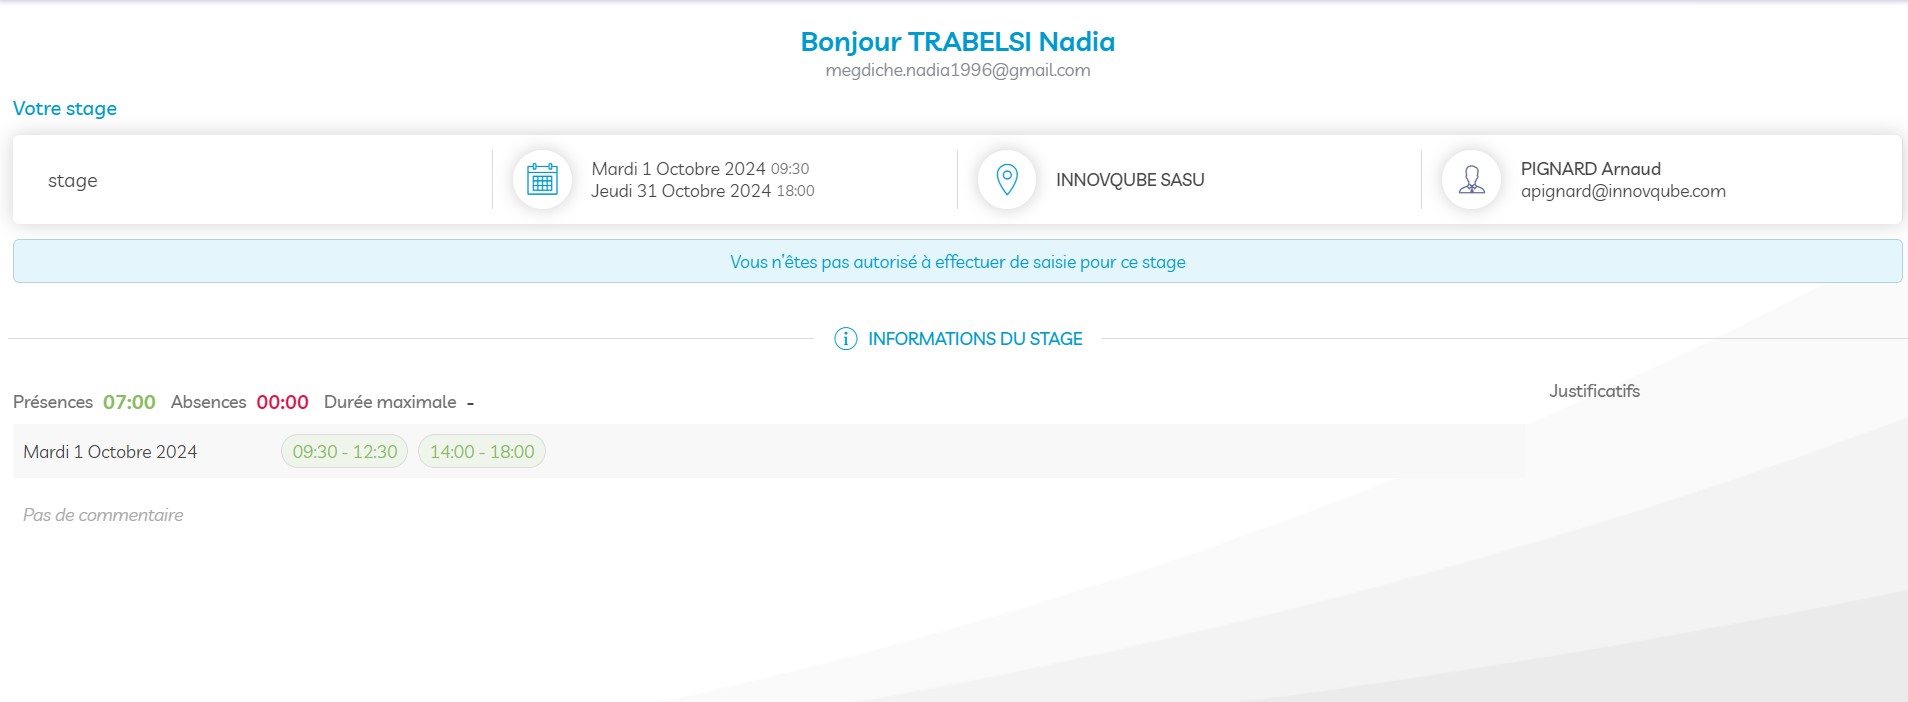 Bonjour TRABELSI Nadia
megdiche.nadia1996@gmail.com
Votre stage
stage
Mardi 1 Octobre 2024 09:30
Jeudi 31 Octobre 2024 18:00
INNOVQUBE SASU
PIGNARD Arnaud
apignard@innovqube.com
Vous n'êtes pas autorisé à effectuer de saisie pour ce stage
INFORMATIONS DU STAGE
Présences 07:00 Absences 00:00 Durée maximale -
Justificatifs
Mardi 1 Octobre 2024 09:30 - 12:30 14:00 - 18:00
Pas de commentaire